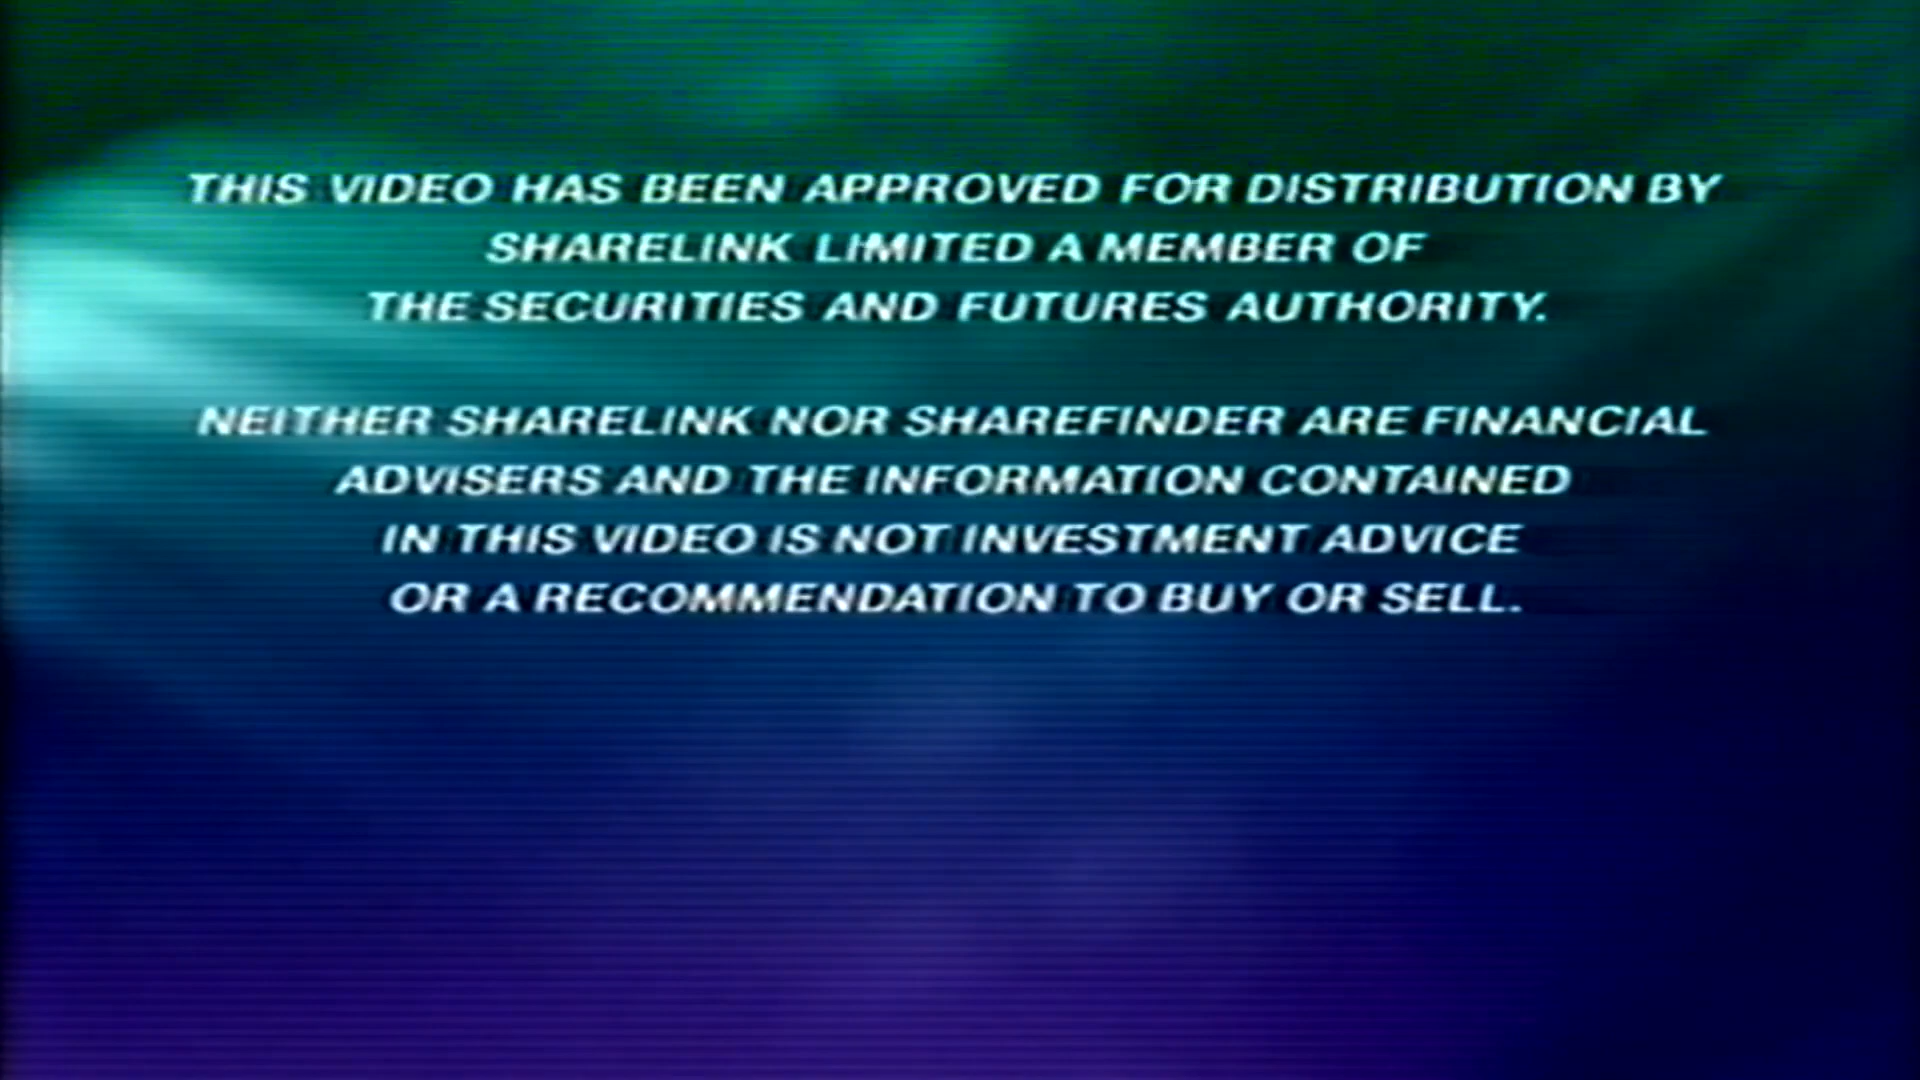 THIS VIDEO HAS BEEN APPROVED FOR DISTRIBUTION BY
SHARELINK LIMITED A MEMBER OF
THE SECURITIES AND FUTURES AUTHORITY.
NEITHER SHARELINK NOR SHAREFINDER ARE FINANCIAL
ADVISERS AND THE INFORMATION CONTAINED
IN THIS VIDEO IS NOT INVESTMENT ADVICE
OR A RECOMMENDATION TO BUY OR SELL.